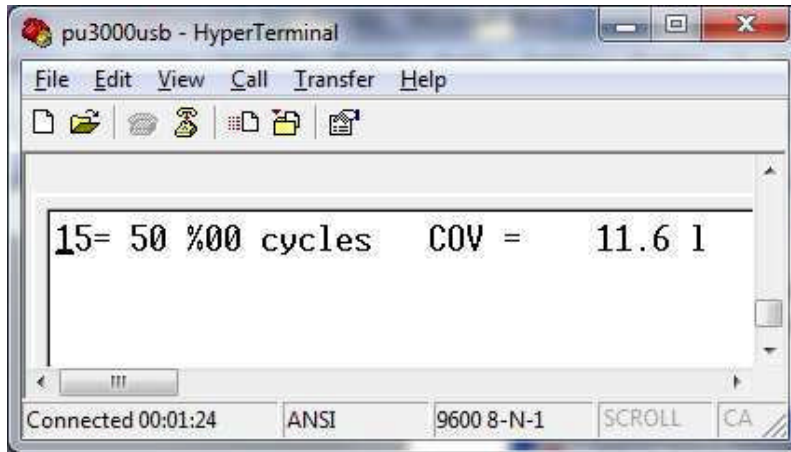 pu3000usb - HyperTerminal
File Edit View Call Transfer Help
15= 50 %00 cycles COV = 11.6 l
Connected 00:01:24 ANSI 9600 8-N-1 SCROLL CA